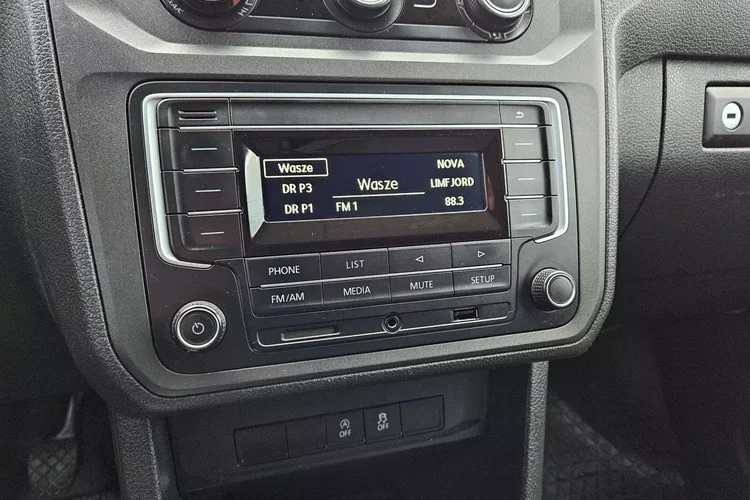 Wasze
NOVA
DR P3
Wasze
LIMFJORD
DR P1
FM 1
88.3
PHONE
LIST
FM/AM
MEDIA
MUTE
SETUP
A
OFF
OFF